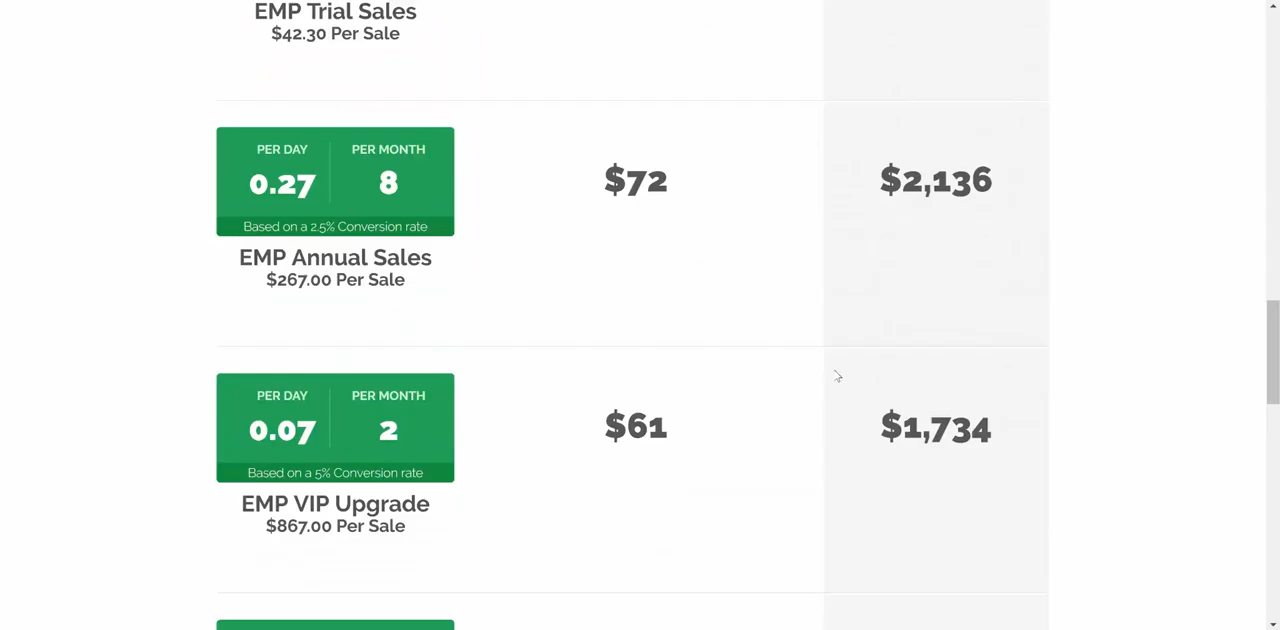 EMP Trial Sales
$42.30 Per Sale
PER DAY PER MONTH
0.27 8 $72 $2,136
Based on a 2.5% Conversion rate
EMP Annual Sales
$267.00 Per Sale
PER DAY PER MONTH
0.07 2 $61 $1,734
Based on a 5% Conversion rate
EMP VIP Upgrade
$867.00 Per Sale